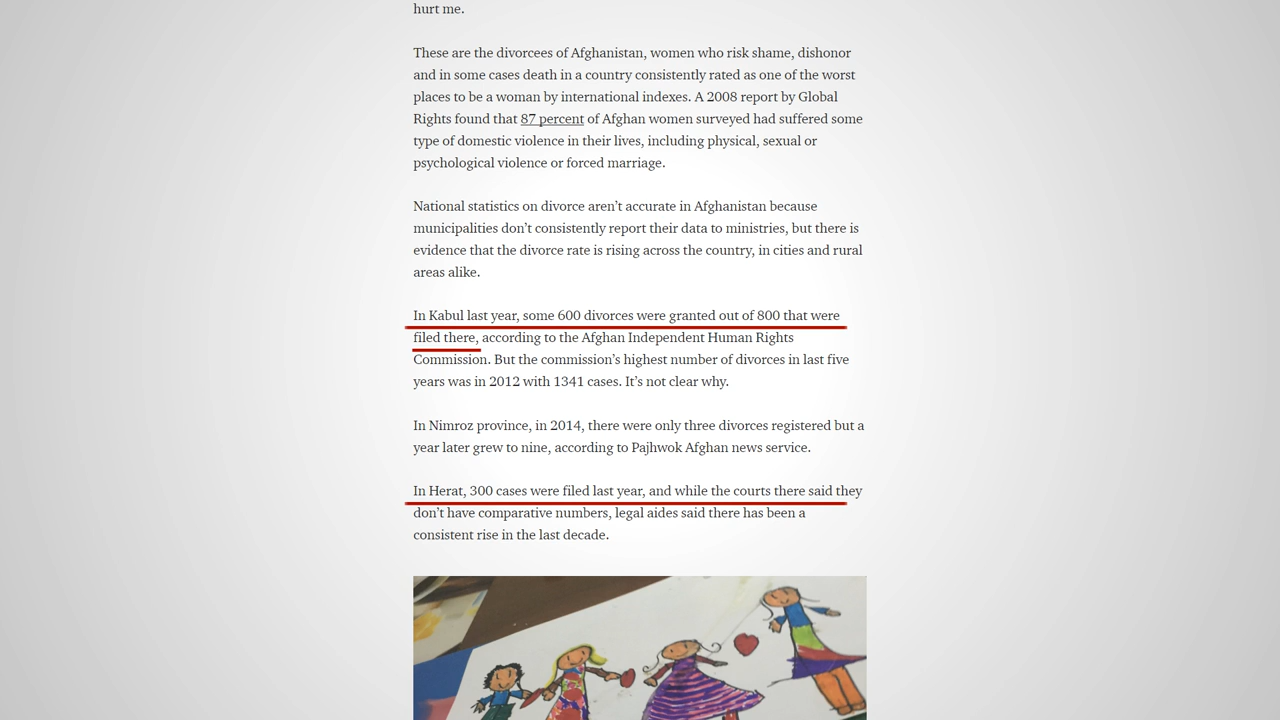 hurt me.
These are the divorcees of Afghanistan, women who risk shame, dishonor
and in some cases death in a country consistently rated as one of the worst
places to be a woman by international indexes. A 2008 report by Global
Rights found that 87 percent of Afghan women surveyed had suffered some
type of domestic violence in their lives, including physical, sexual or
psychological violence or forced marriage.
National statistics on divorce aren’t accurate in Afghanistan because
municipalities don’t consistently report their data to ministries, but there is
evidence that the divorce rate is rising across the country, in cities and rural
areas alike.
In Kabul last year, some 600 divorces were granted out of 800 that were
filed there, according to the Afghan Independent Human Rights
Commission. But the commission’s highest number of divorces in last five
years was in 2012 with 1341 cases. It’s not clear why.
In Nimroz province, in 2014, there were only three divorces registered but a
year later grew to nine, according to Pajhwok Afghan news service.
In Herat, 300 cases were filed last year, and while the courts there said they
don’t have comparative numbers, legal aides said there has been a
consistent rise in the last decade.